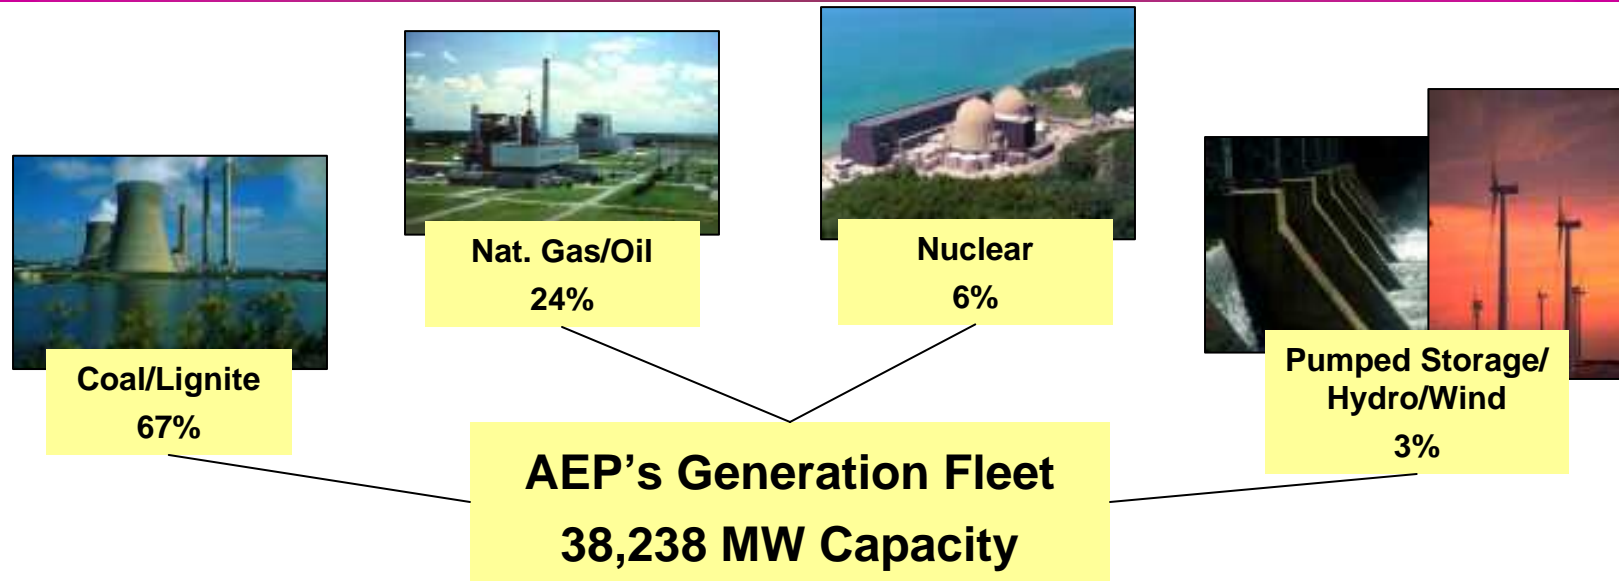 Coal/Lignite
67%
Nat. Gas/Oil
24%
Nuclear
6%
Pumped Storage/
Hydro/Wind
3%
AEP's Generation Fleet
38,238 MW Capacity